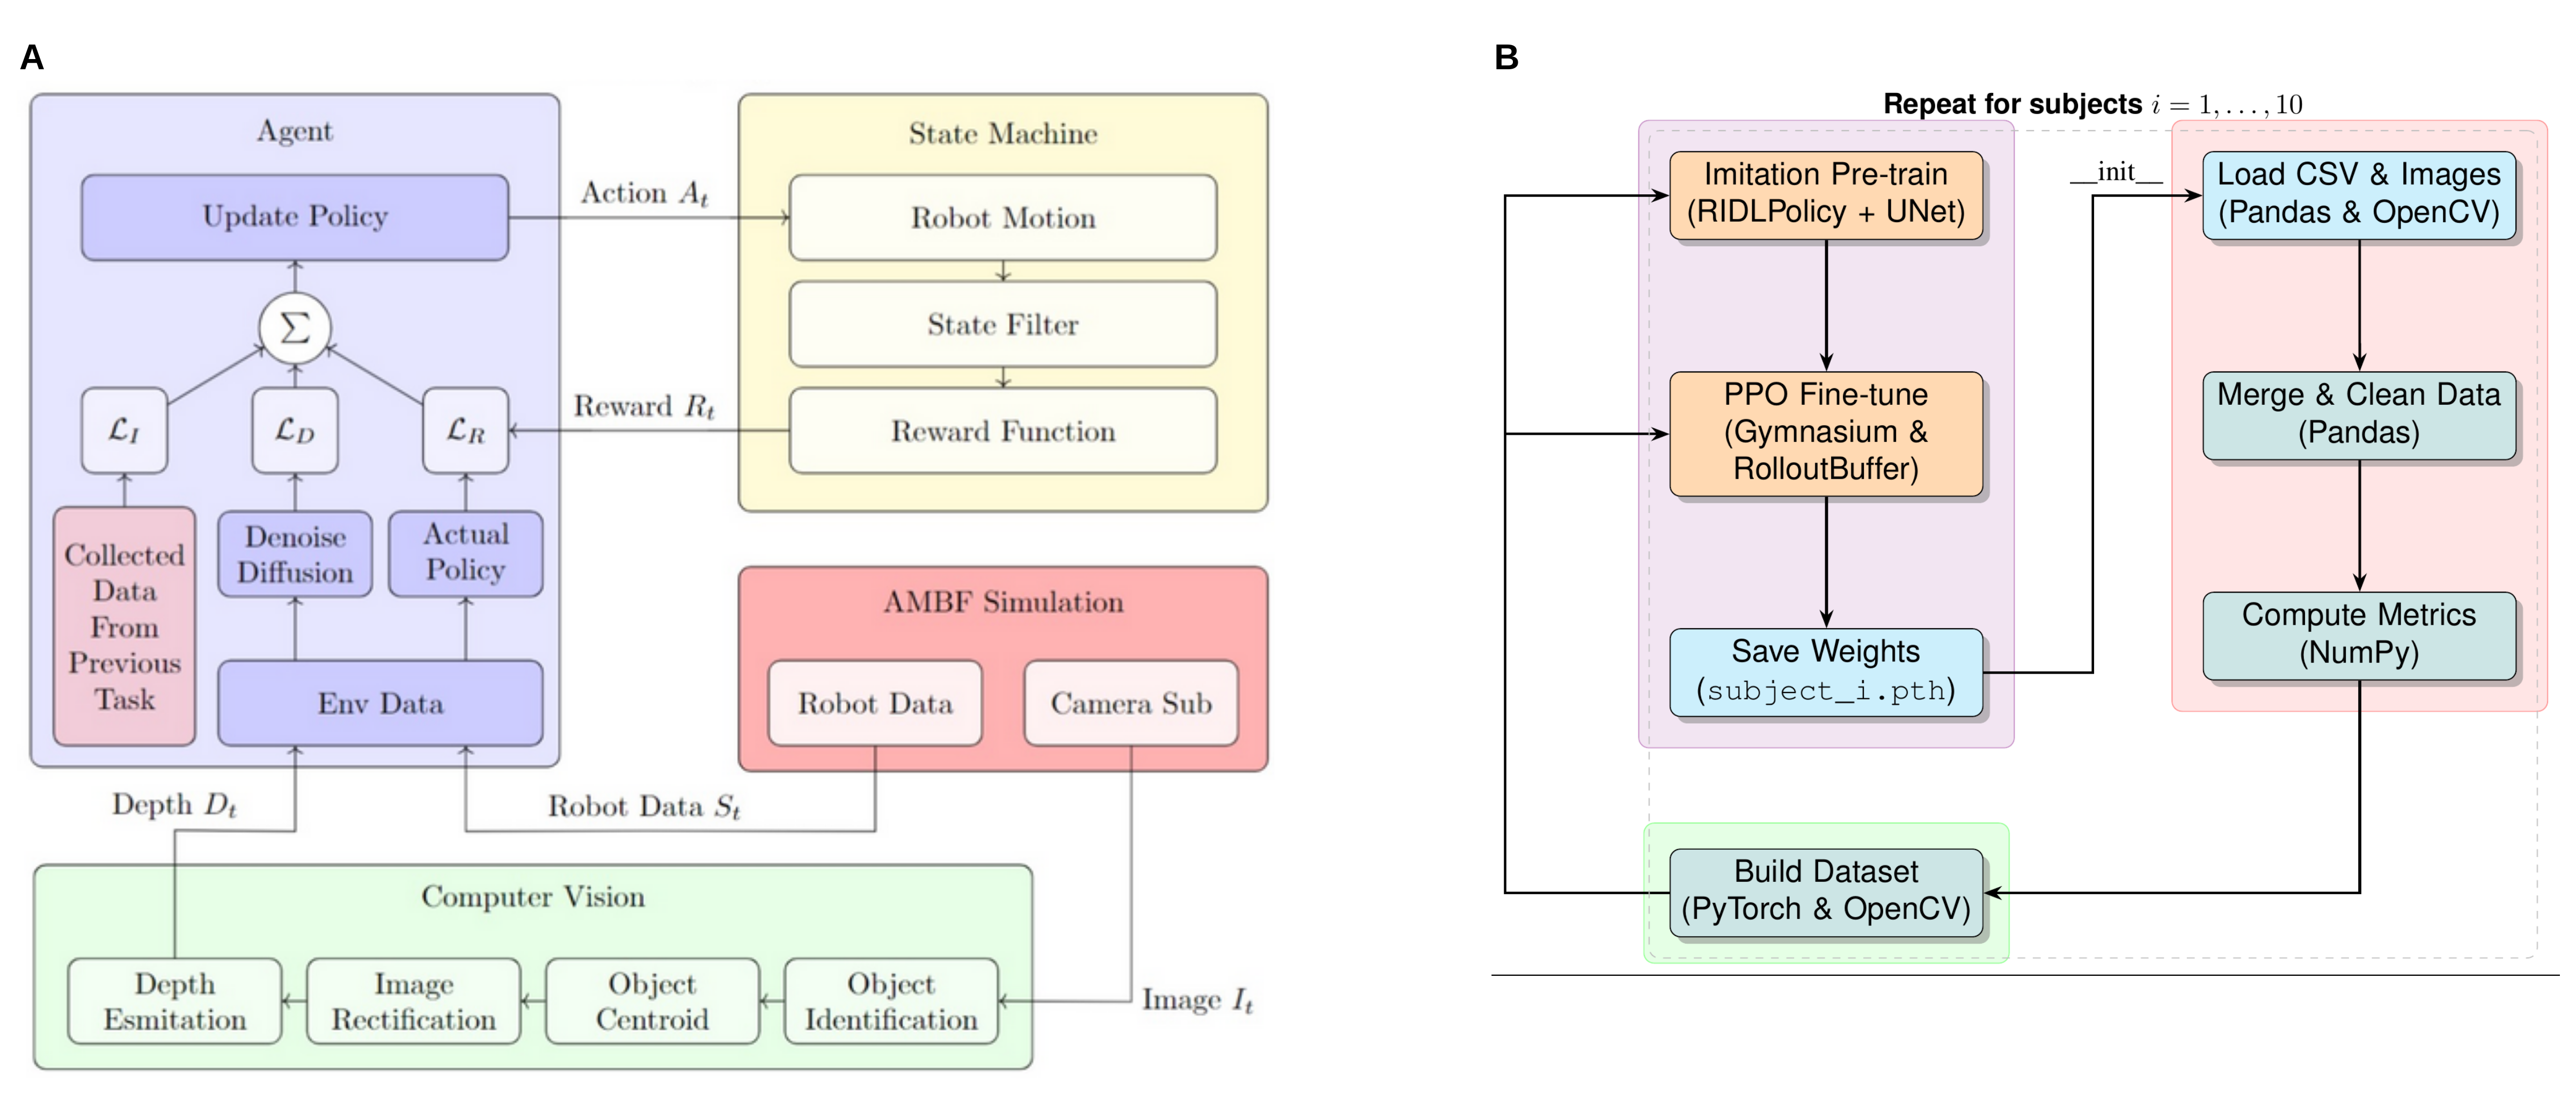 A
Agent
Update Policy
Σ
ℒ_I
ℒ_D
ℒ_R
Collected
Data
From
Previous
Task
Denoise
Diffusion
Actual
Policy
Env Data
Action A_t
Reward R_t
State Machine
Robot Motion
State Filter
Reward Function
AMBF Simulation
Robot Data
Camera Sub
Depth D_t
Robot Data S_t
Image I_t
Computer Vision
Depth
Esmitation
Image
Rectification
Object
Centroid
Object
Identification
B
Repeat for subjects i = 1, . . . , 10
Imitation Pre-train
(RIDLPolicy + UNet)
PPO Fine-tune
(Gymnasium &
RolloutBuffer)
Save Weights
(subject_i.pth)
__init__
Load CSV & Images
(Pandas & OpenCV)
Merge & Clean Data
(Pandas)
Compute Metrics
(NumPy)
Build Dataset
(PyTorch & OpenCV)